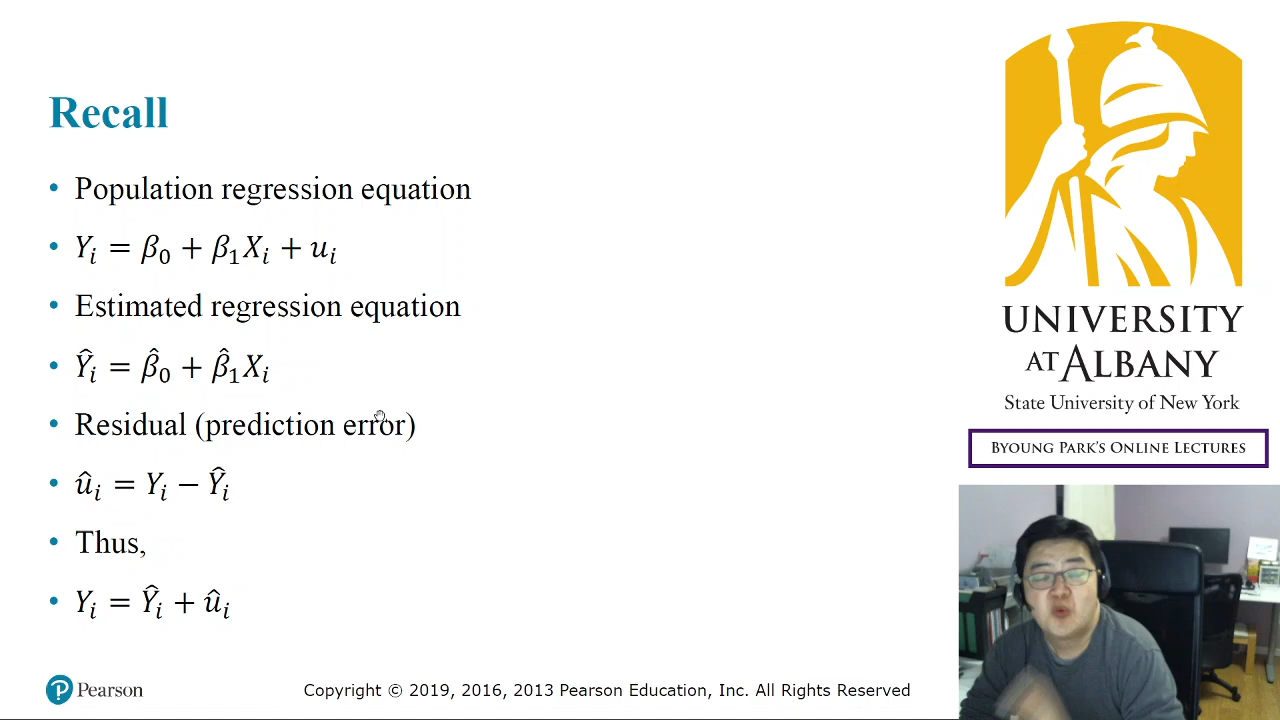 Recall
• Population regression equation
• Yᵢ = β₀ + β₁Xᵢ + uᵢ
• Estimated regression equation
• Ŷᵢ = β̂₀ + β̂₁Xᵢ
• Residual (prediction error)
• ûᵢ = Yᵢ − Ŷᵢ
• Thus,
• Yᵢ = Ŷᵢ + ûᵢ
UNIVERSITY
AT ALBANY
State University of New York
BYOUNG PARK'S ONLINE LECTURES
P Pearson
Copyright © 2019, 2016, 2013 Pearson Education, Inc. All Rights Reserved